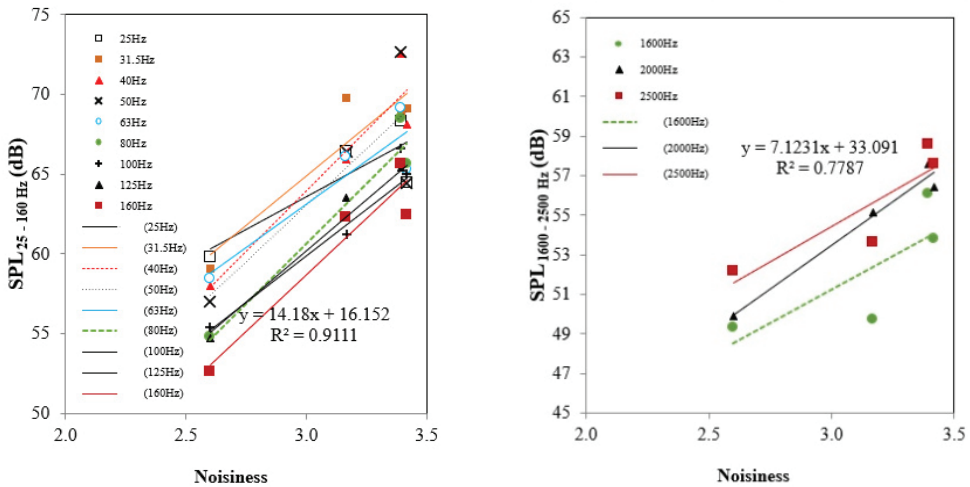 75
70
65
60
55
50
2.0 2.5 3.0 3.5
SPL25 - 160 Hz (dB)
Noisiness
25Hz
31.5Hz
40Hz
50Hz
63Hz
80Hz
100Hz
125Hz
160Hz
(25Hz)
(31.5Hz)
(40Hz)
(50Hz)
(63Hz)
(80Hz)
(100Hz)
(125Hz)
(160Hz)
y = 14.18x + 16.152
R² = 0.9111
65
63
61
59
57
55
53
51
49
47
45
2.0 2.5 3.0 3.5
SPL1600 - 2500 Hz (dB)
Noisiness
1600Hz
2000Hz
2500Hz
(1600Hz)
(2000Hz)
(2500Hz)
y = 7.1231x + 33.091
R² = 0.7787